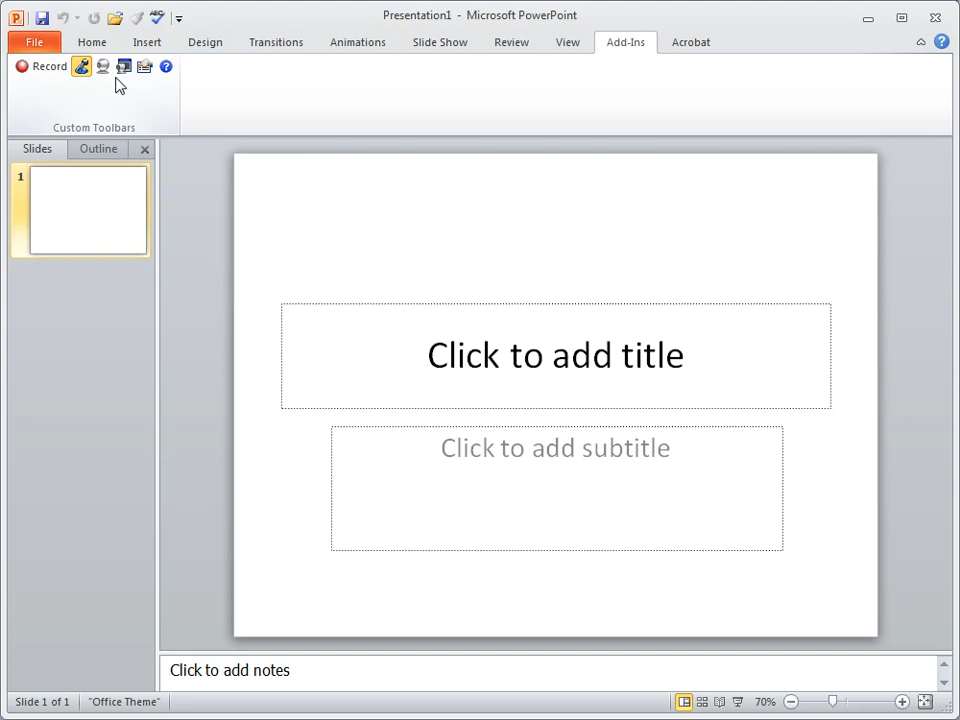 Presentation1 - Microsoft PowerPoint
File Home Insert Design Transitions Animations Slide Show Review View Add-Ins Acrobat
Record
Custom Toolbars
Slides Outline
1
Click to add title
Click to add subtitle
Click to add notes
Slide 1 of 1 "Office Theme" 70%